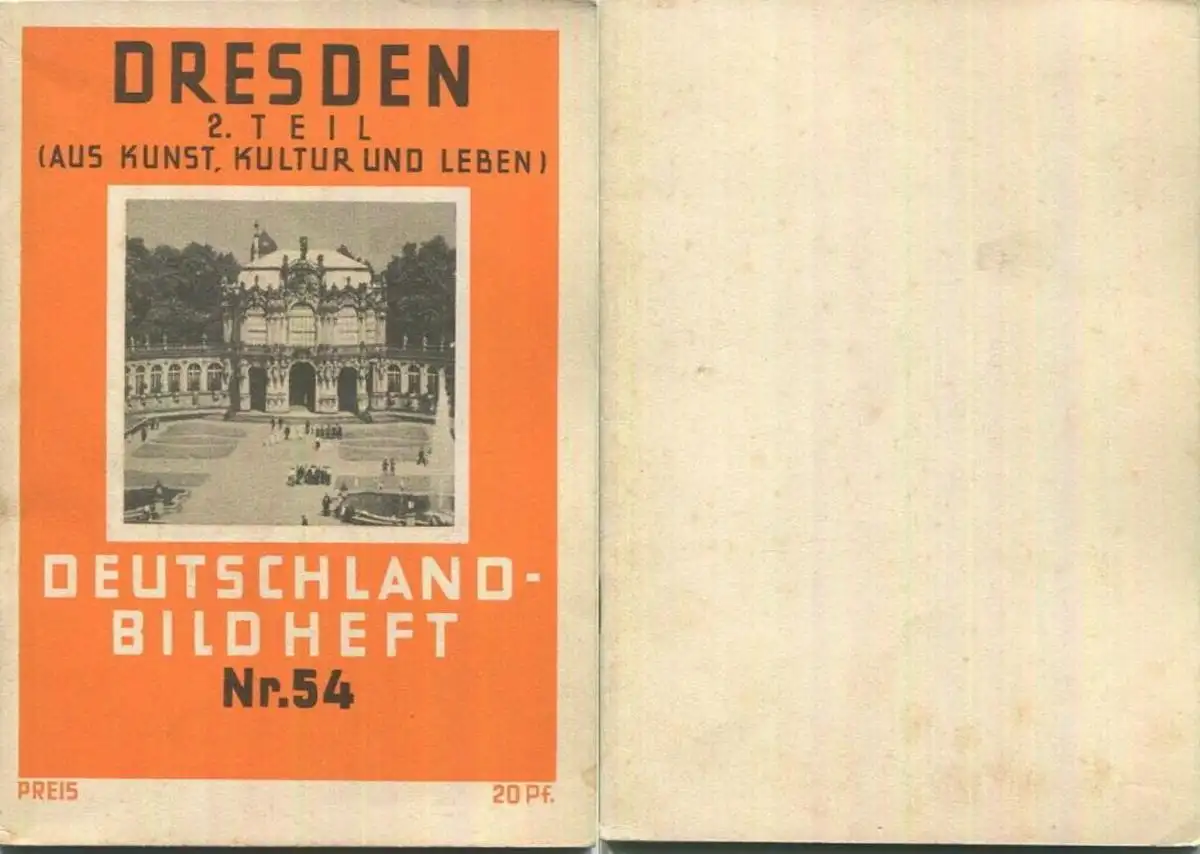 DRESDEN
2. TEIL
(AUS KUNST, KULTUR UND LEBEN)
DEUTSCHLAND-
BILDHEFT
Nr.54
PREIS 20 Pf.